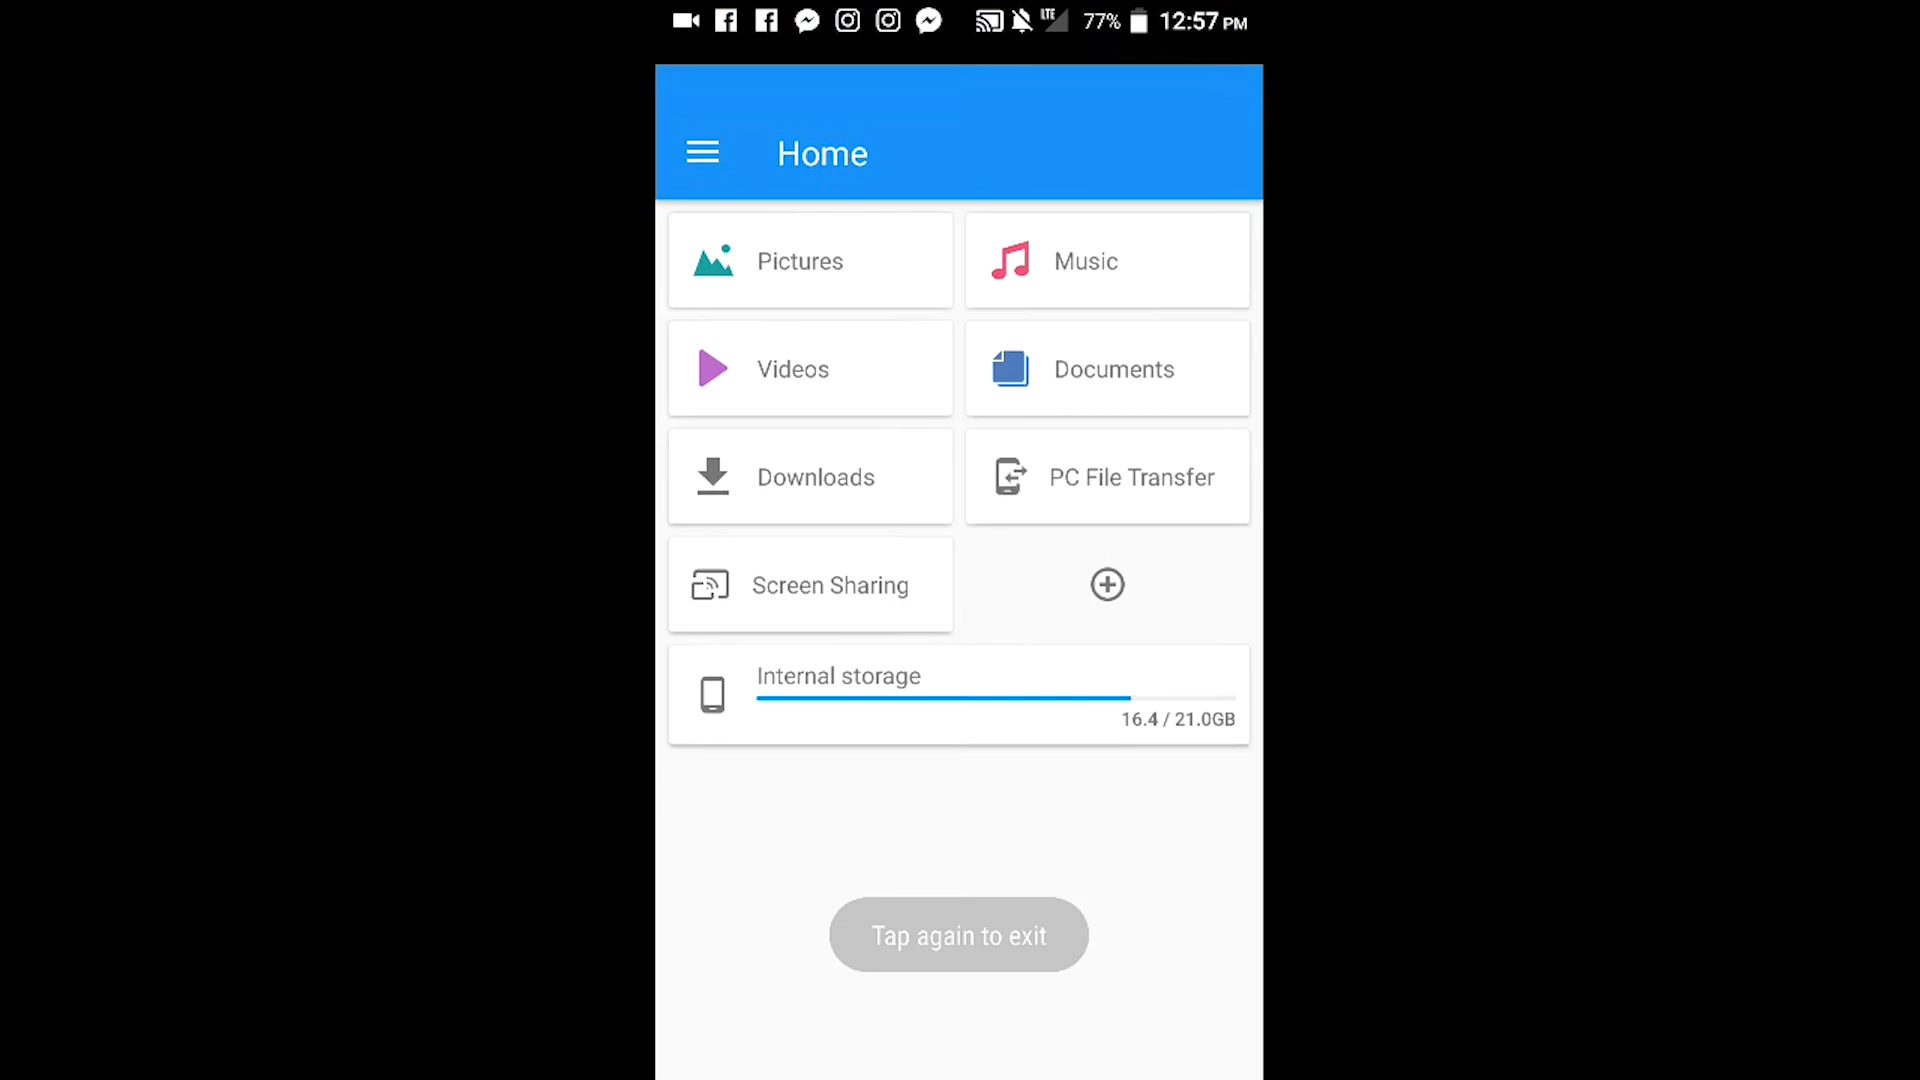 LTE 77% 12:57 PM
Home
Pictures Music
Videos Documents
Downloads PC File Transfer
Screen Sharing
Internal storage
16.4 / 21.0GB
Tap again to exit